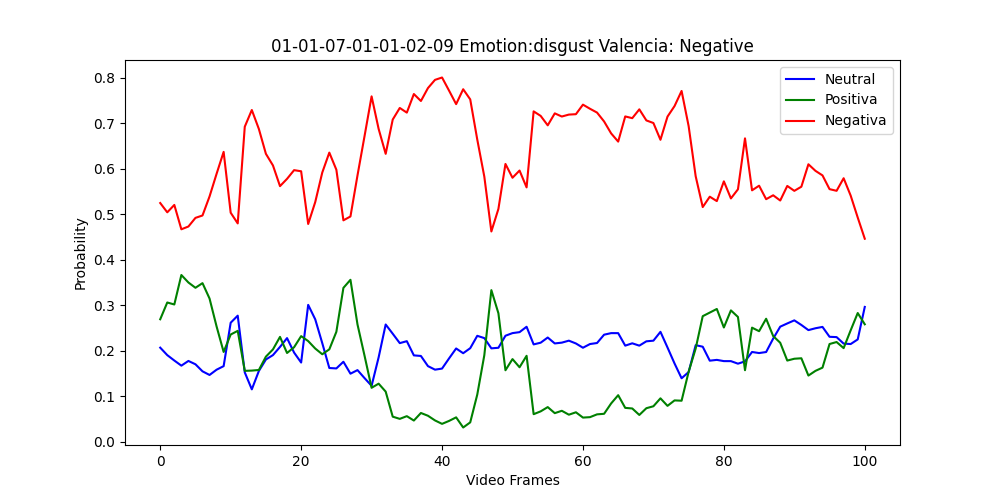 01-01-07-01-01-02-09 Emotion:disgust Valencia: Negative
Neutral
Positiva
Negativa
Probability
0.8
0.7
0.6
0.5
0.4
0.3
0.2
0.1
0.0
0 20 40 60 80 100
Video Frames